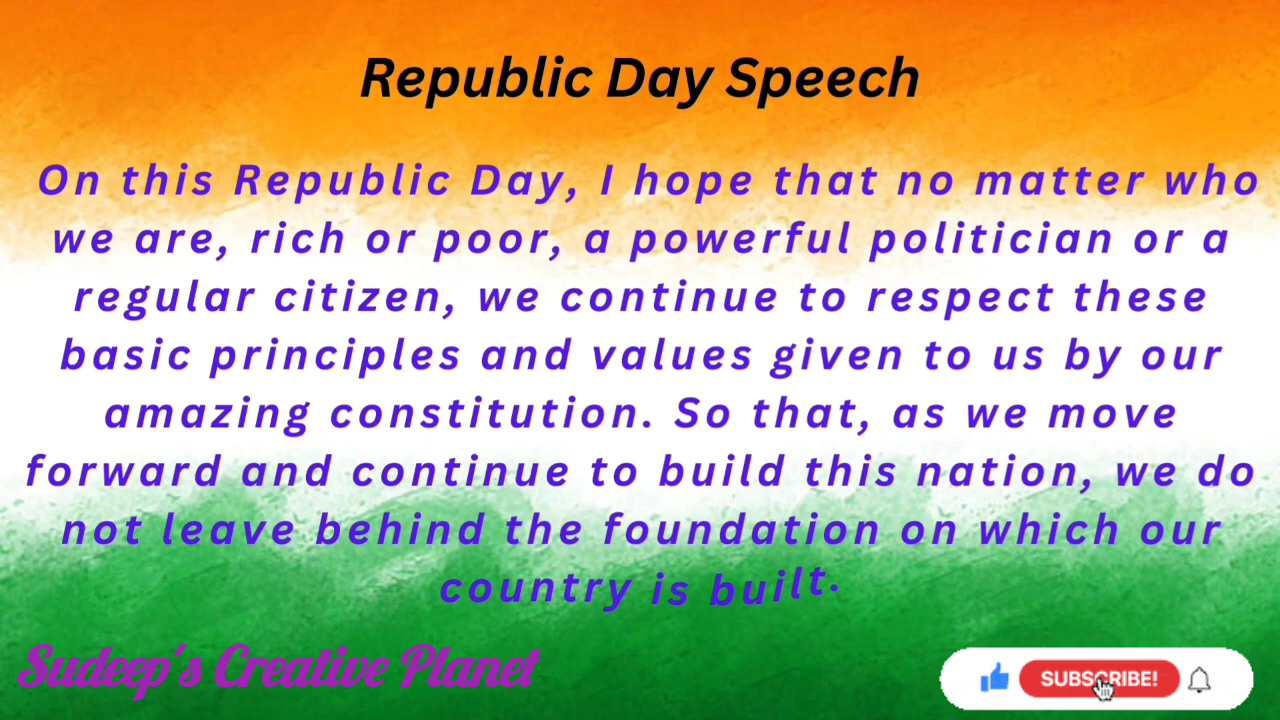 Republic Day Speech
On this Republic Day, I hope that no matter who
we are, rich or poor, a powerful politician or a
regular citizen, we continue to respect these
basic principles and values given to us by our
amazing constitution. So that, as we move
forward and continue to build this nation, we do
not leave behind the foundation on which our
country is built.
Sudeep's Creative Planet
SUBSCRIBE!